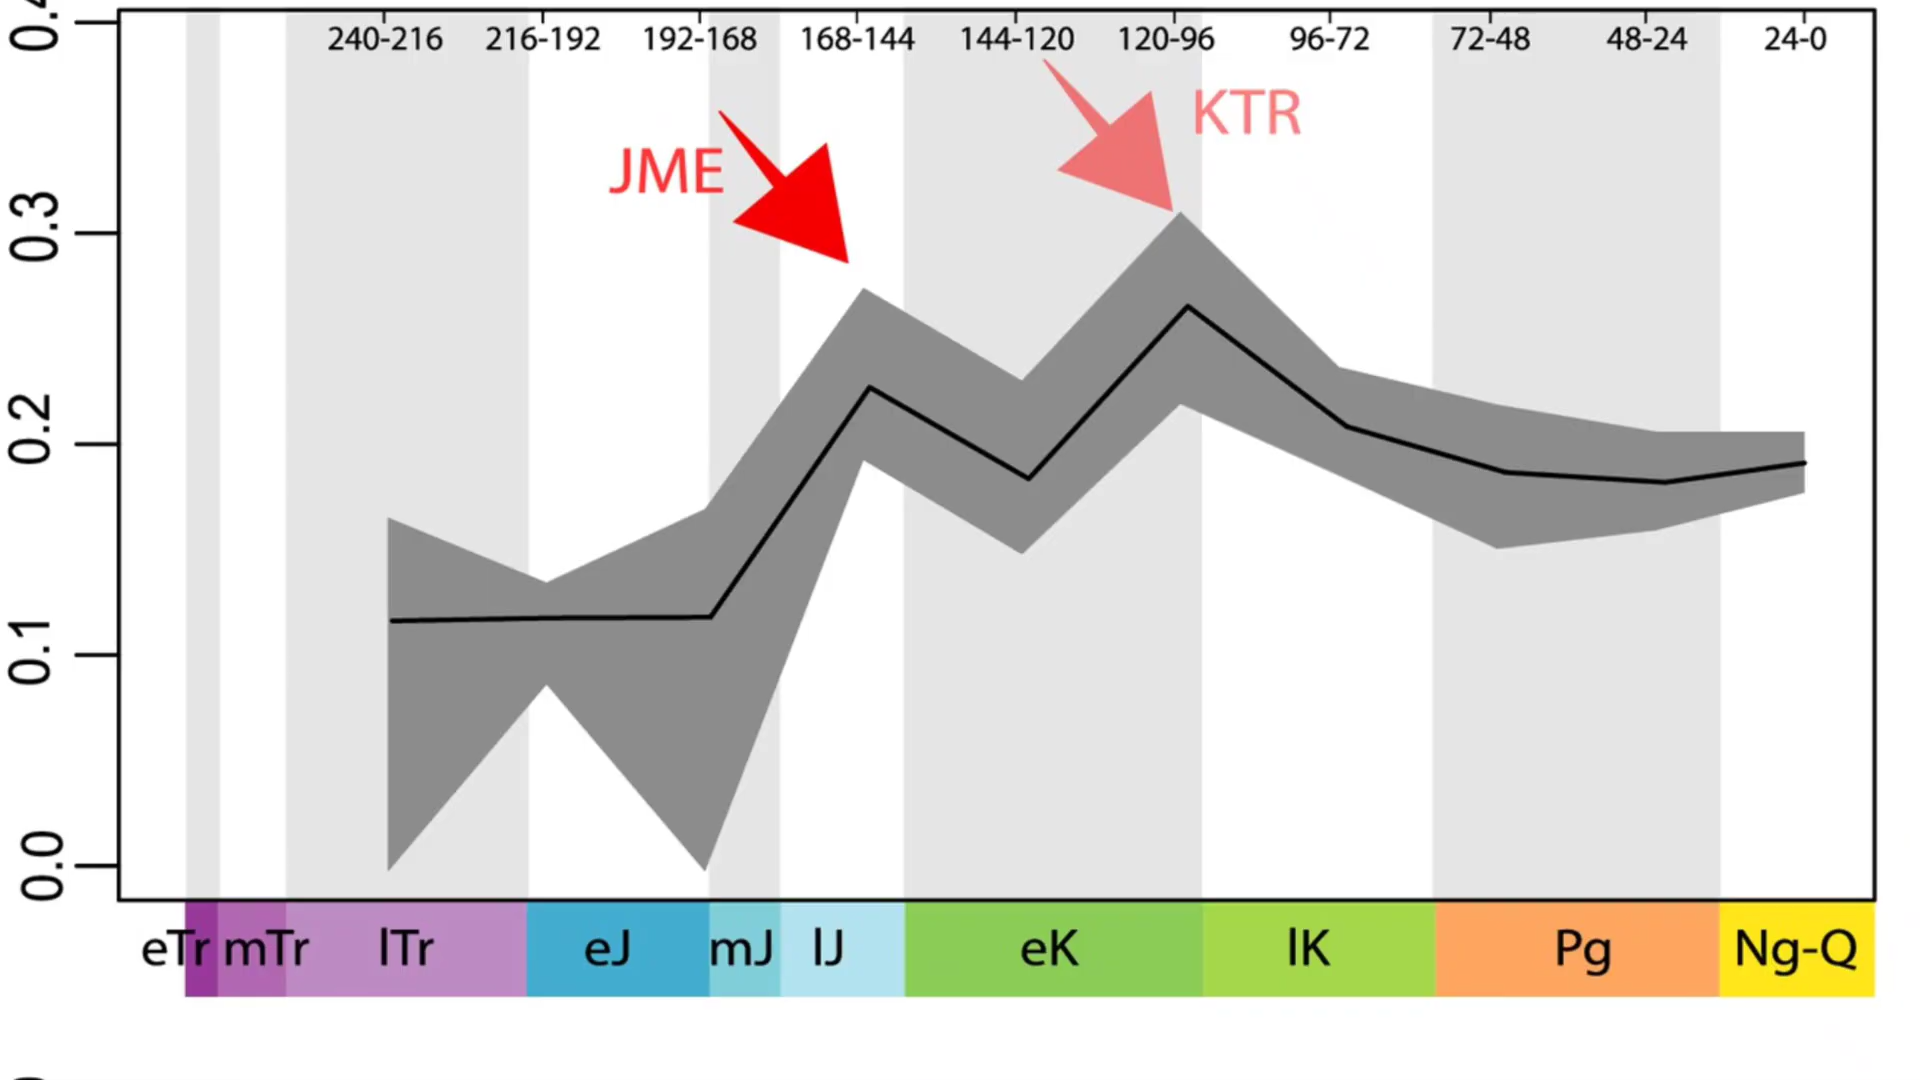 0.4
240-216 216-192 192-168 168-144 144-120 120-96 96-72 72-48 48-24 24-0
KTR
JME
0.3
0.2
0.1
0.0
eTr mTr lTr eJ mJ lJ eK lK Pg Ng-Q